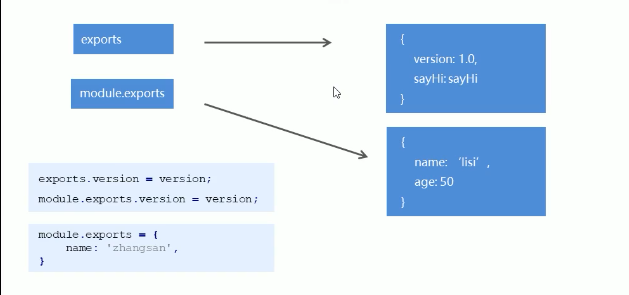 exports
module.exports
{
version: 1.0,
sayHi: sayHi
}
{
name: 'lisi' ,
age: 50
}
exports.version = version;
module.exports.version = version;
module.exports = {
name: 'zhangsan',
}